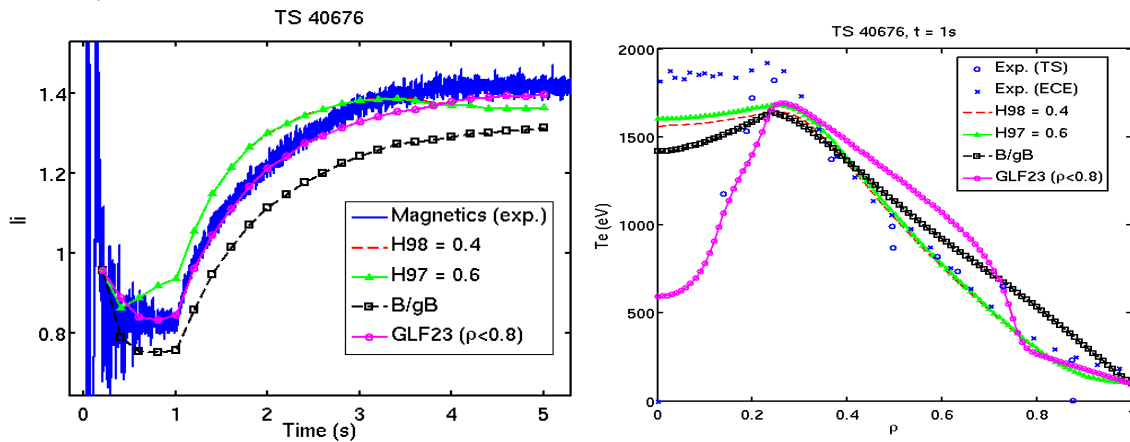 TS 40676
li
1.4
1.2
1
0.8
0
1
2
3
4
5
Time (s)
Magnetics (exp.)
H98 = 0.4
H97 = 0.6
B/gB
GLF23 (ρ<0.8)
TS 40676, t = 1s
Te (eV)
2000
1500
1000
500
0
0
0.2
0.4
0.6
0.8
1
ρ
Exp. (TS)
Exp. (ECE)
H98 = 0.4
H97 = 0.6
B/gB
GLF23 (ρ<0.8)